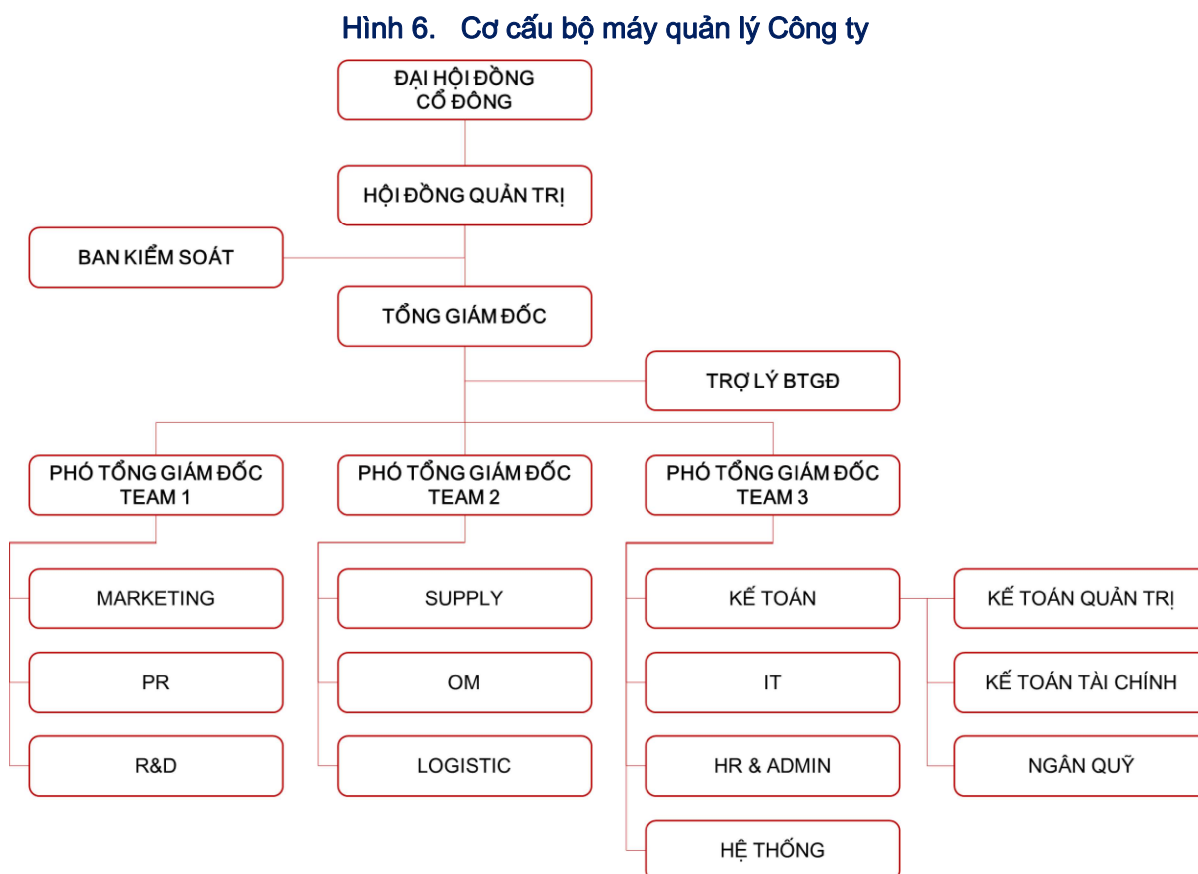 Hình 6. Cơ cấu bộ máy quản lý Công ty
ĐẠI HỘI ĐỒNG
CỔ ĐÔNG
HỘI ĐỒNG QUẢN TRỊ
BAN KIỂM SOÁT
TỔNG GIÁM ĐỐC
TRỢ LÝ BTGĐ
PHÓ TỔNG GIÁM ĐỐC
TEAM 1
PHÓ TỔNG GIÁM ĐỐC
TEAM 2
PHÓ TỔNG GIÁM ĐỐC
TEAM 3
MARKETING
SUPPLY
KẾ TOÁN
KẾ TOÁN QUẢN TRỊ
PR
OM
IT
KẾ TOÁN TÀI CHÍNH
R&D
LOGISTIC
HR & ADMIN
NGÂN QUỸ
HỆ THỐNG